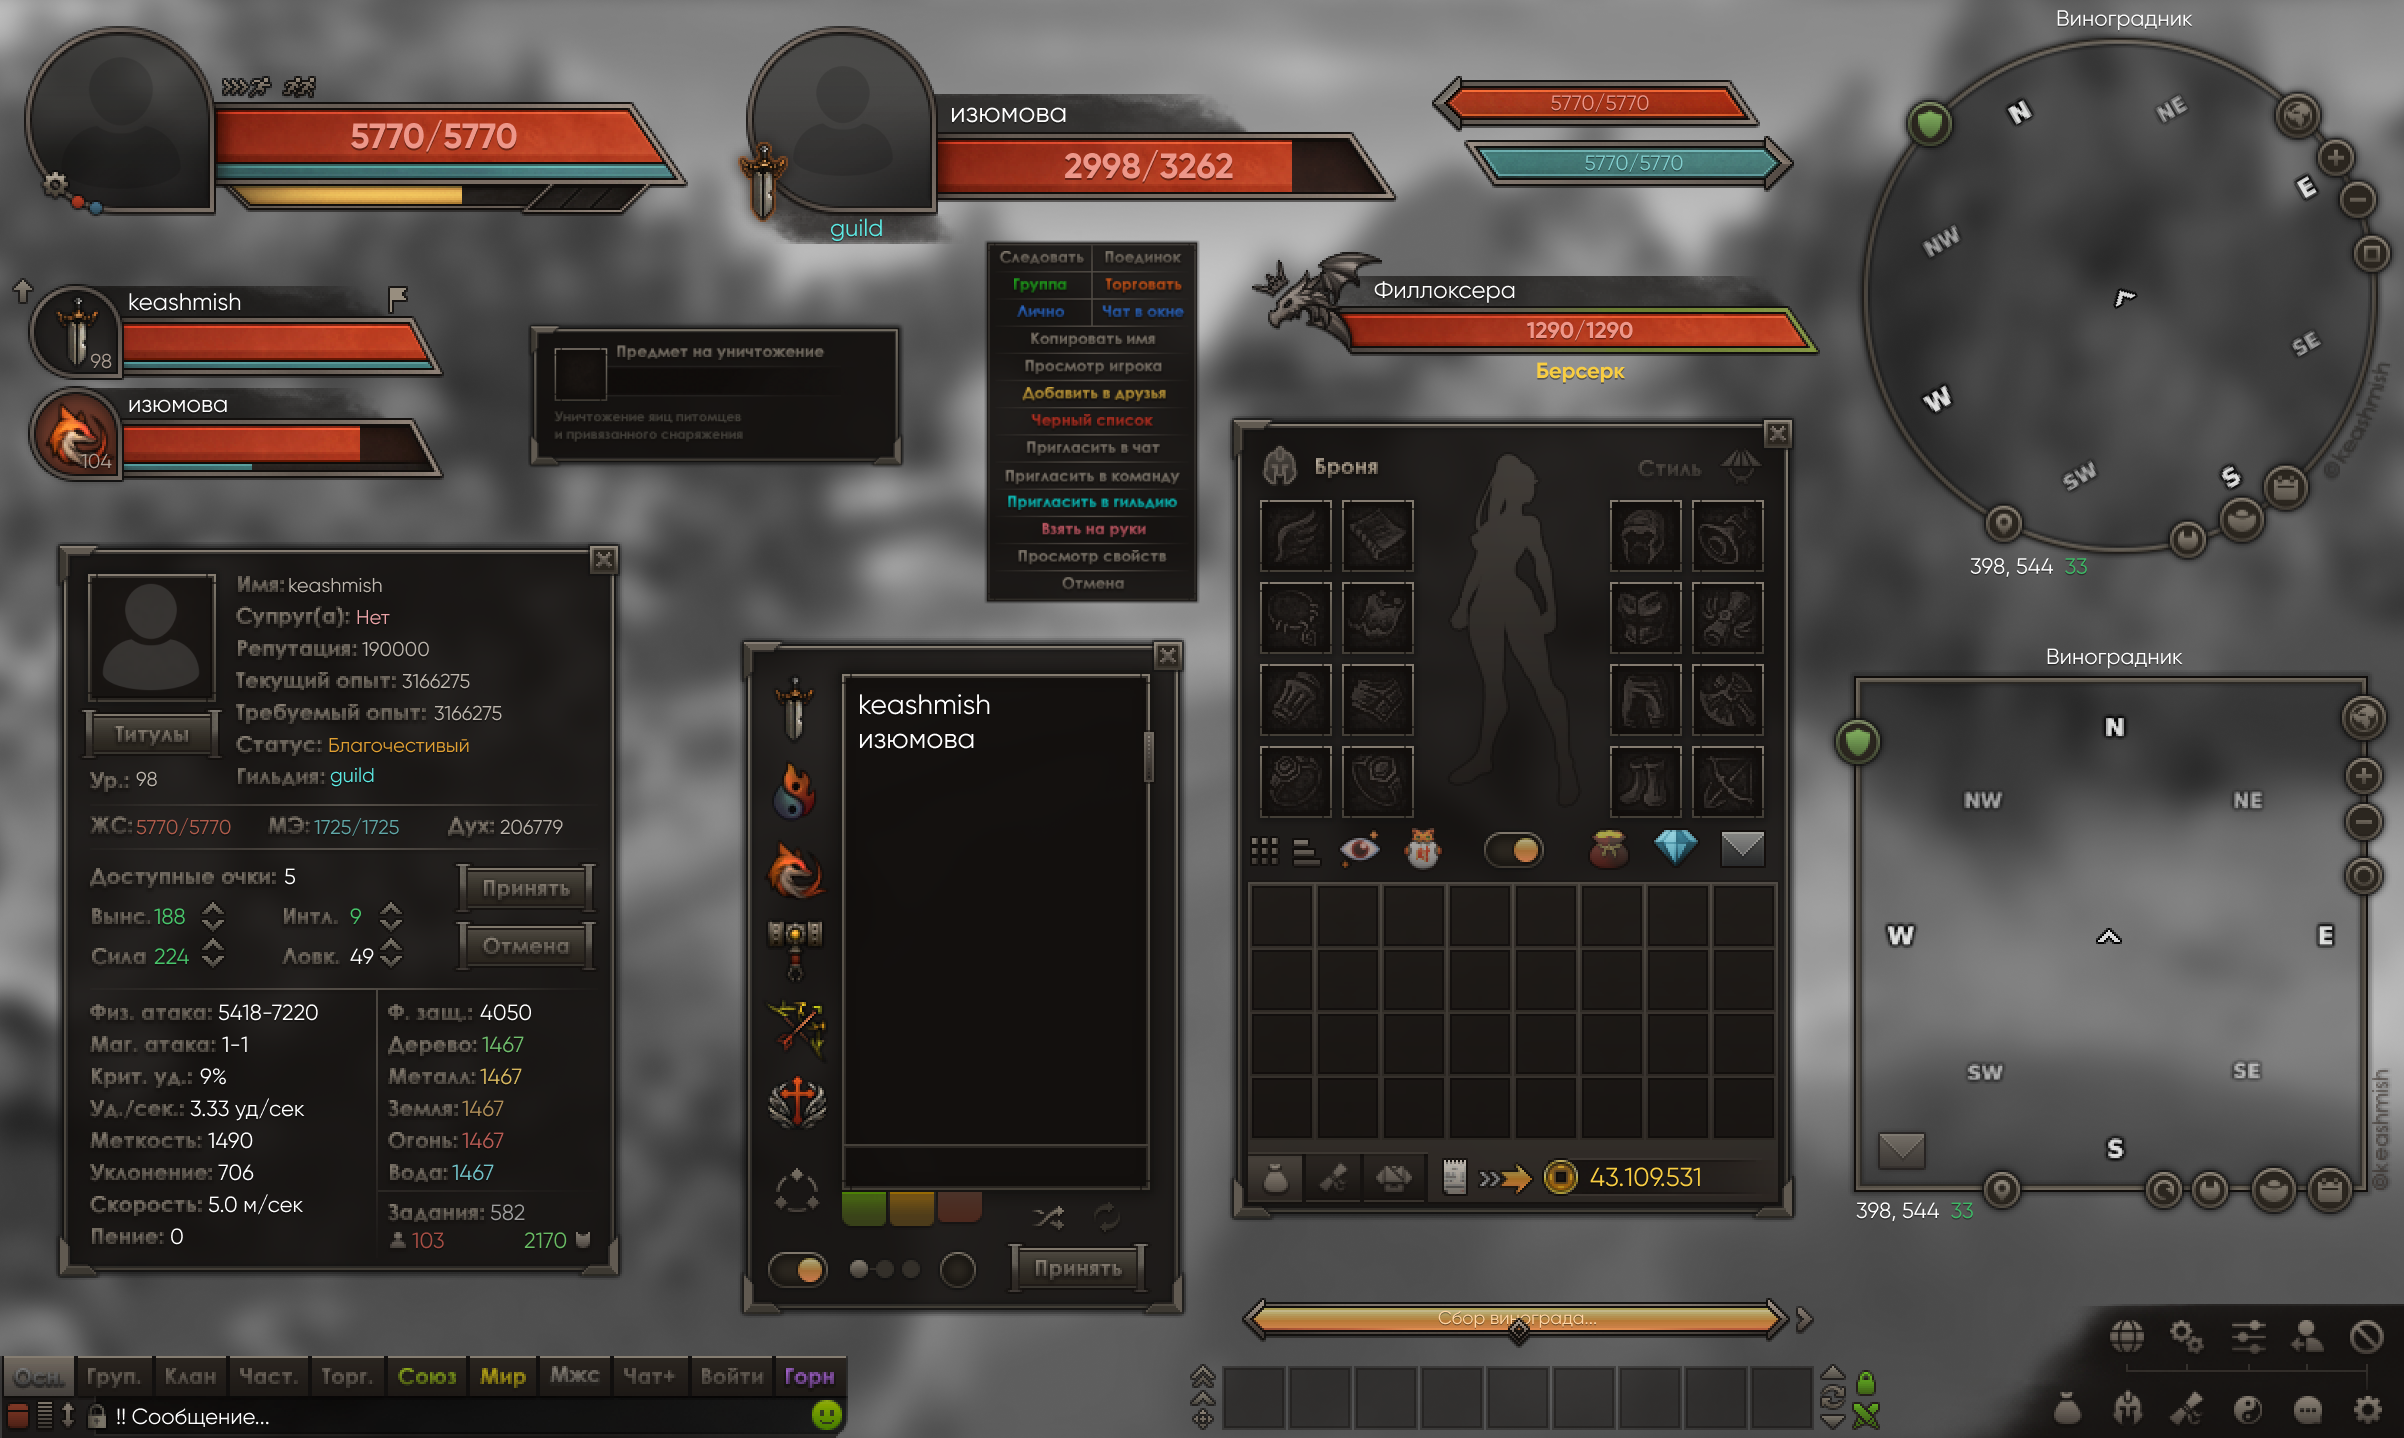 5770/5770
изюмова
2998/3262
guild
5770/5770
5770/5770
Виноградник
N
NE
E
NW
SE
W
SW
S
398, 544 33
©keashmish
keashmish
98
изюмова
104
Предмет на уничтожение
Уничтожение яиц питомцев
и привязанного снаряжения
Следовать Поединок
Группа Торговать
Лично Чат в окне
Копировать имя
Просмотр игрока
Добавить в друзья
Черный список
Пригласить в чат
Пригласить в команду
Пригласить в гильдию
Взять на руки
Просмотр свойств
Отмена
Филлоксера
1290/1290
Берсерк
Имя: keashmish
Супруг(а): Нет
Репутация: 190000
Текущий опыт: 3166275
Требуемый опыт: 3166275
Титулы
Статус: Благочестивый
Ур.: 98
Гильдия: guild
ЖС: 5770/5770 МЭ: 1725/1725 Дух: 206779
Доступные очки: 5
Принять
Вынс. 188 Интл. 9
Сила 224 Ловк. 49
Отмена
Физ. атака: 5418-7220
Маг. атака: 1-1
Крит. уд.: 9%
Уд./сек.: 3.33 уд/сек
Меткость: 1490
Уклонение: 706
Скорость: 5.0 м/сек
Пение: 0
Ф. защ.: 4050
Дерево: 1467
Металл: 1467
Земля: 1467
Огонь: 1467
Вода: 1467
Задания: 582
103 2170
keashmish
изюмова
Принять
Броня Стиль
财
43.109.531
Виноградник
N
NW NE
W E
SW SE
S
398, 544 33
©keashmish
Сбор винограда...
Осн. Груп. Клан Част. Торг. Союз Мир Мжс Чат+ Войти Горн
!! Сообщение...